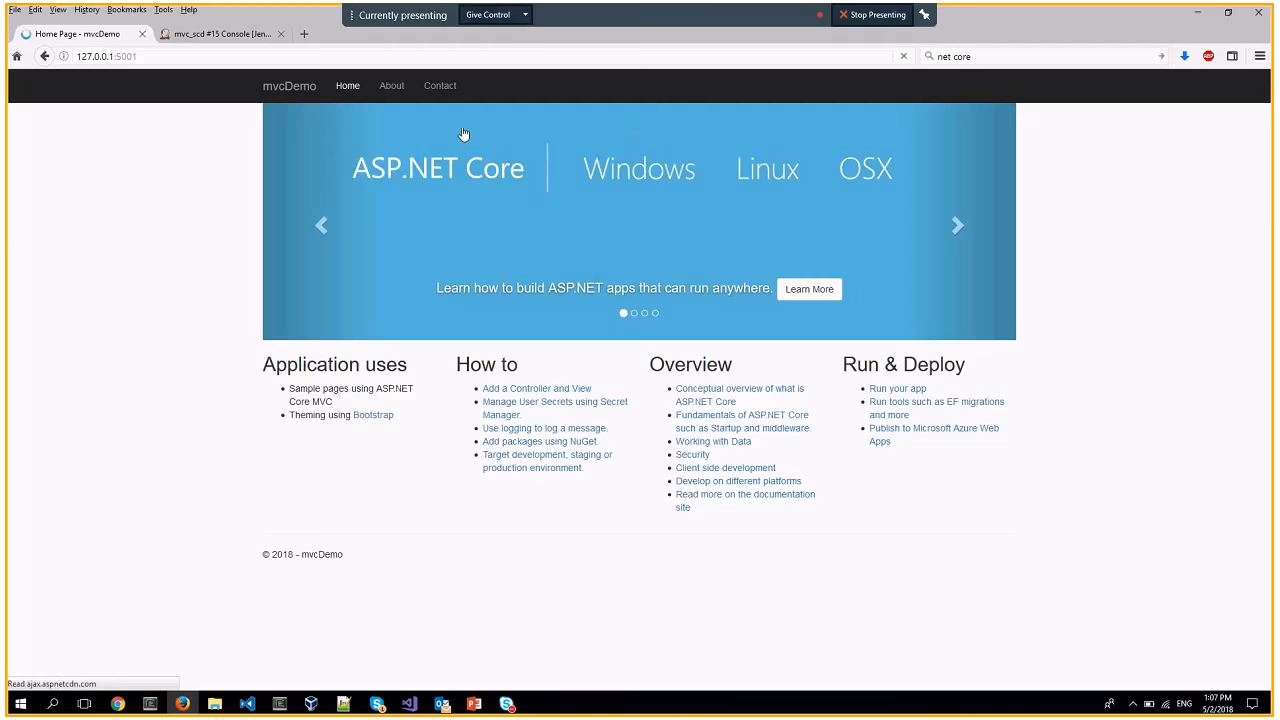 Currently presenting Give Control Stop Presenting
File Edit View History Bookmarks Tools Help
Home Page - mvcDemo mvc_scd #15 Console [Jen
127.0.0.1:5001 net core
mvcDemo Home About Contact
ASP.NET Core Windows Linux OSX
Learn how to build ASP.NET apps that can run anywhere. Learn More
Application uses
Sample pages using ASP.NET
Core MVC
Theming using Bootstrap
How to
Add a Controller and View
Manage User Secrets using Secret
Manager.
Use logging to log a message.
Add packages using NuGet.
Target development, staging or
production environment.
Overview
Conceptual overview of what is
ASP.NET Core
Fundamentals of ASP.NET Core
such as Startup and middleware.
Working with Data
Security
Client side development
Develop on different platforms
Read more on the documentation
site
Run & Deploy
Run your app
Run tools such as EF migrations
and more
Publish to Microsoft Azure Web
Apps
© 2018 - mvcDemo
Read ajax.aspnetcdn.com
ENG
1:07 PM
5/2/2018